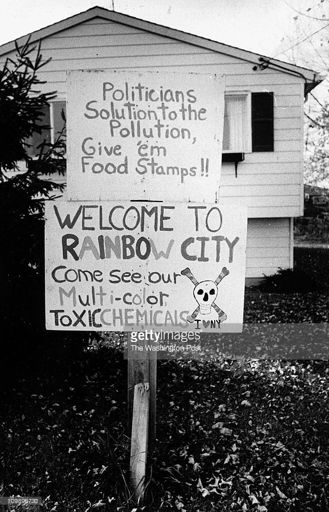 Politicians
Solution to the
Pollution,
Give 'em
Food Stamps!!
WELCOME TO
RAINBOW CITY
Come see our
Multi-color
TOXIC CHEMICALS
I ♥ NY
gettyimages
The Washington Post